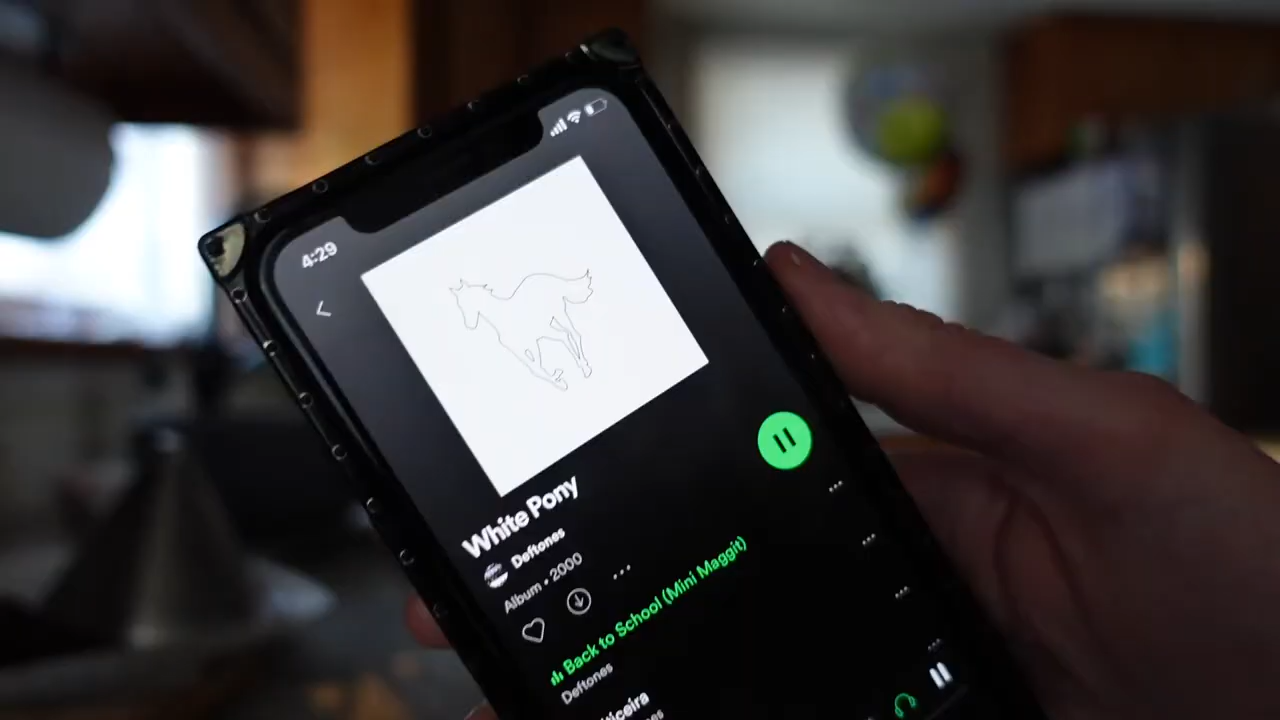 4:29
White Pony
Deftones
Album • 2000
Back to School (Mini Maggit)
Deftones